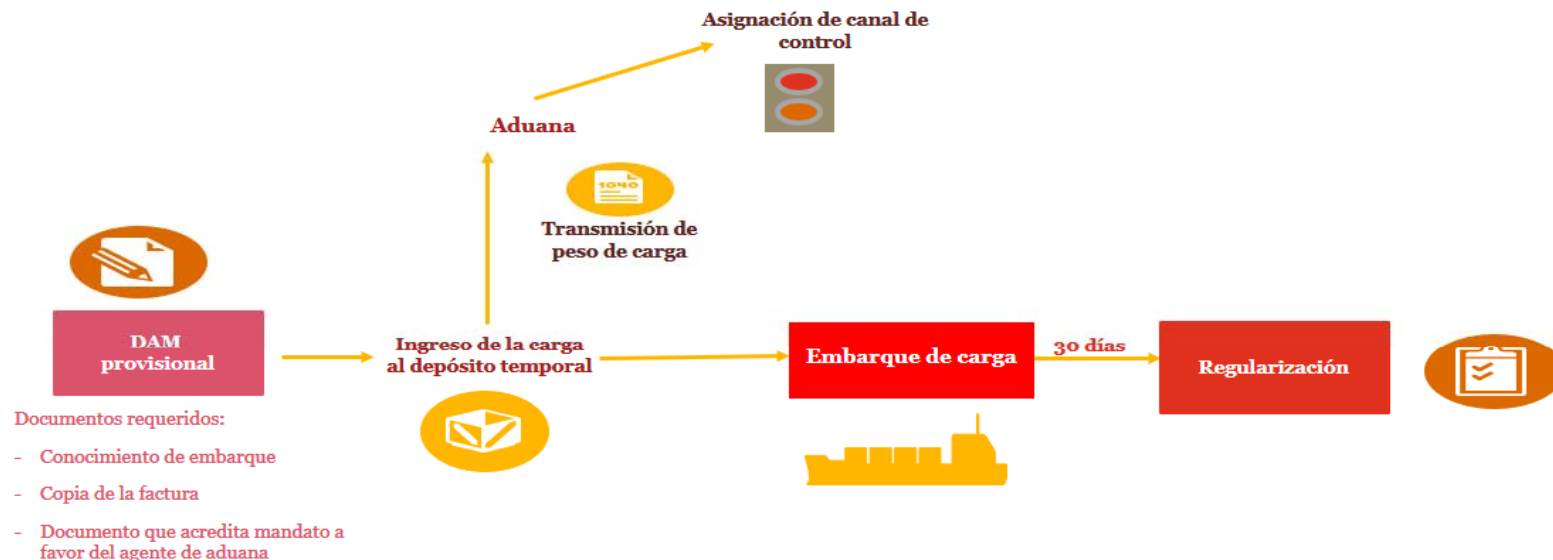 Asignación de canal de
control
Aduana
1040
Transmisión de
peso de carga
DAM
provisional
Ingreso de la carga
al depósito temporal
Embarque de carga
30 días
Regularización
Documentos requeridos:
- Conocimiento de embarque
- Copia de la factura
- Documento que acredita mandato a
favor del agente de aduana